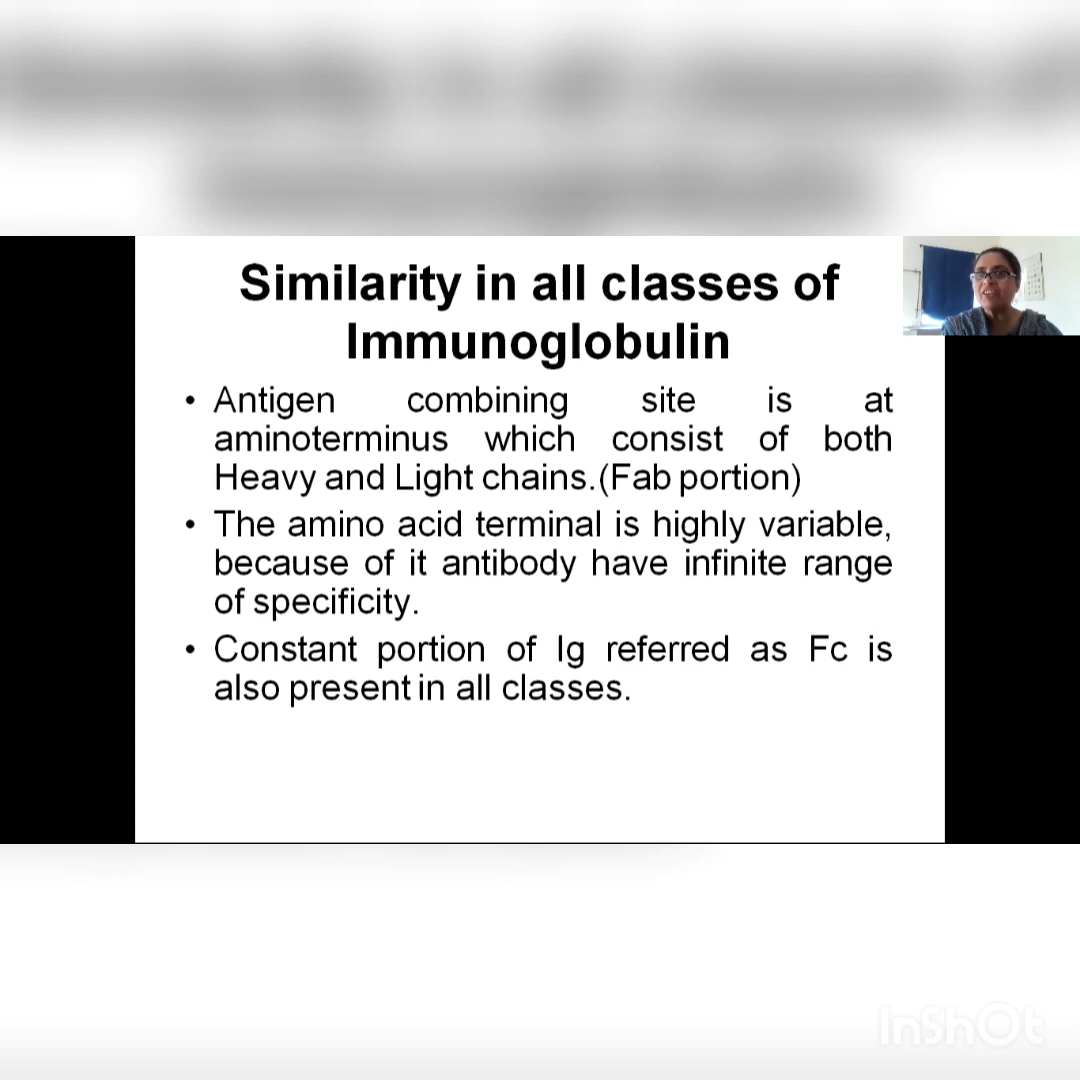 Similarity in all classes of
Immunoglobulin
• Antigen combining site is at
aminoterminus which consist of both
Heavy and Light chains.(Fab portion)
• The amino acid terminal is highly variable,
because of it antibody have infinite range
of specificity.
• Constant portion of Ig referred as Fc is
also present in all classes.
InShOt